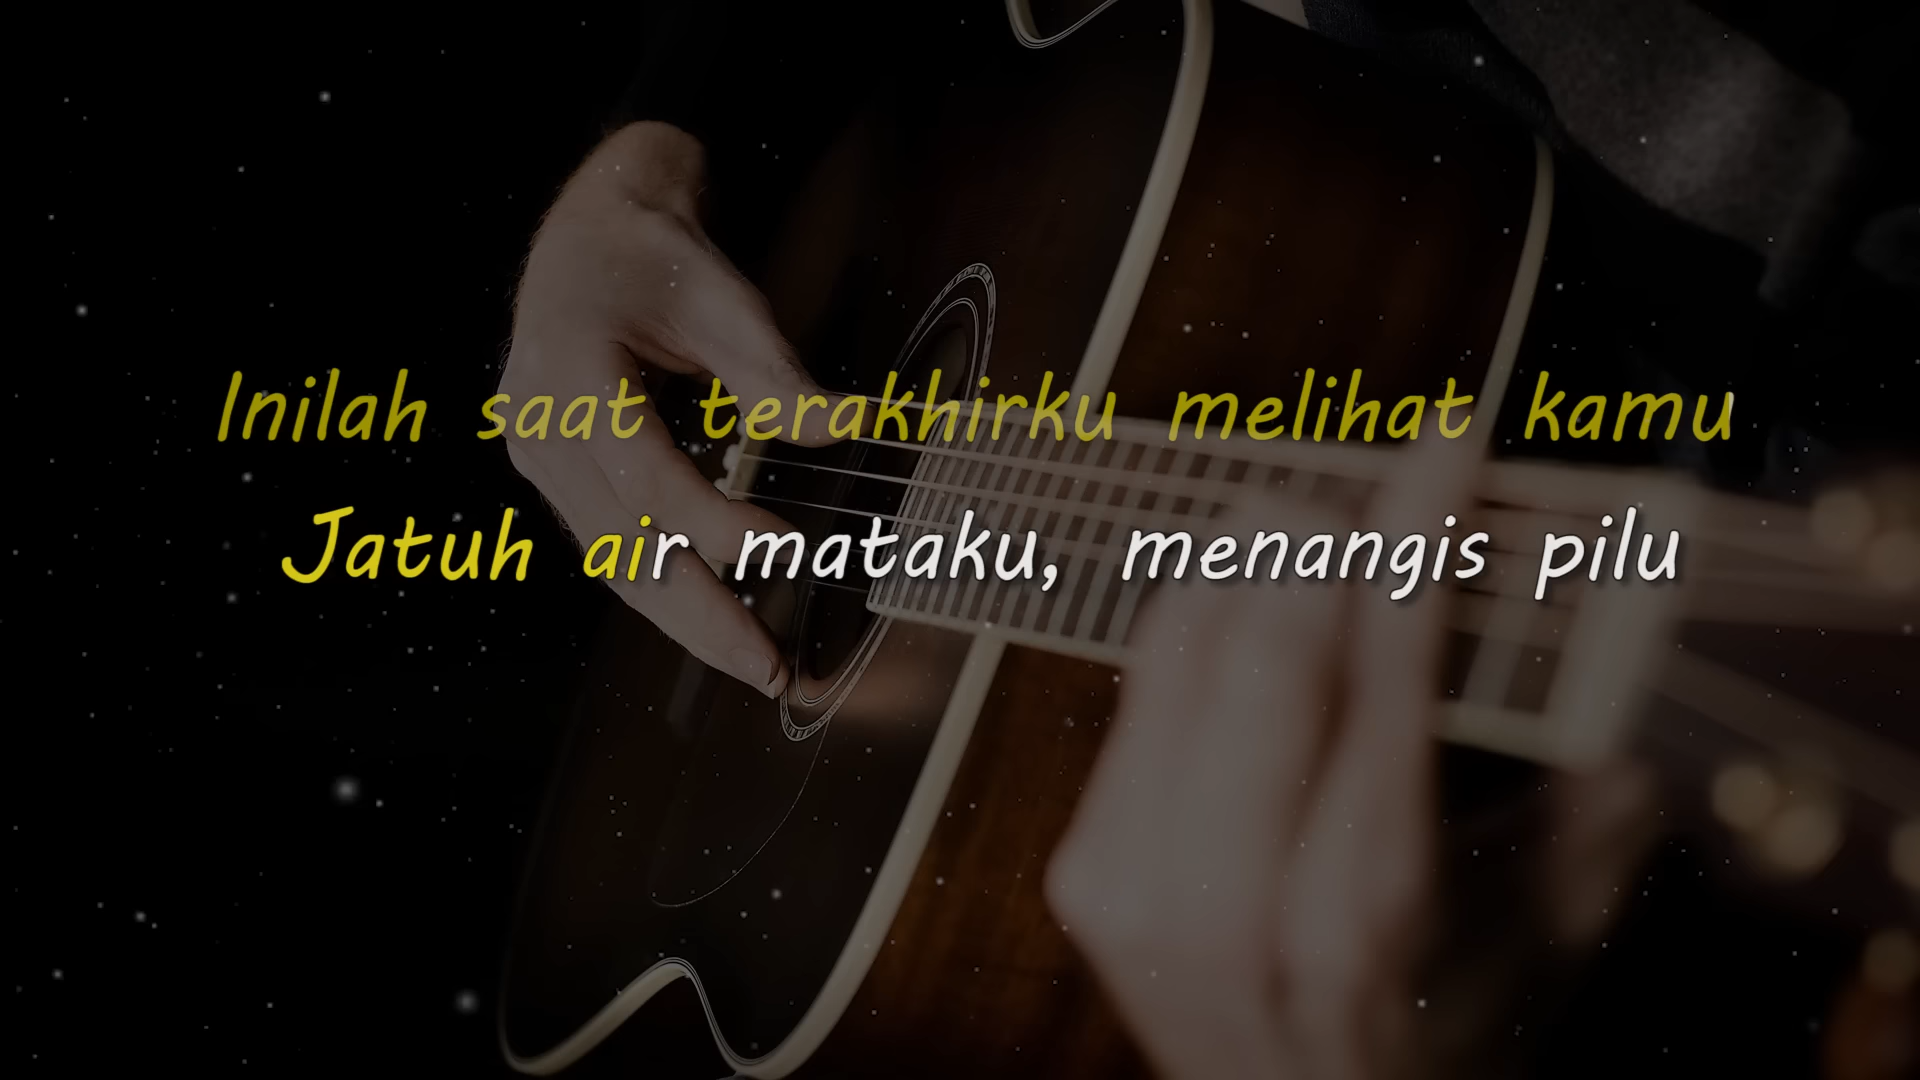 Inilah saat terakhirku melihat kamu
Jatuh air mataku, menangis pilu